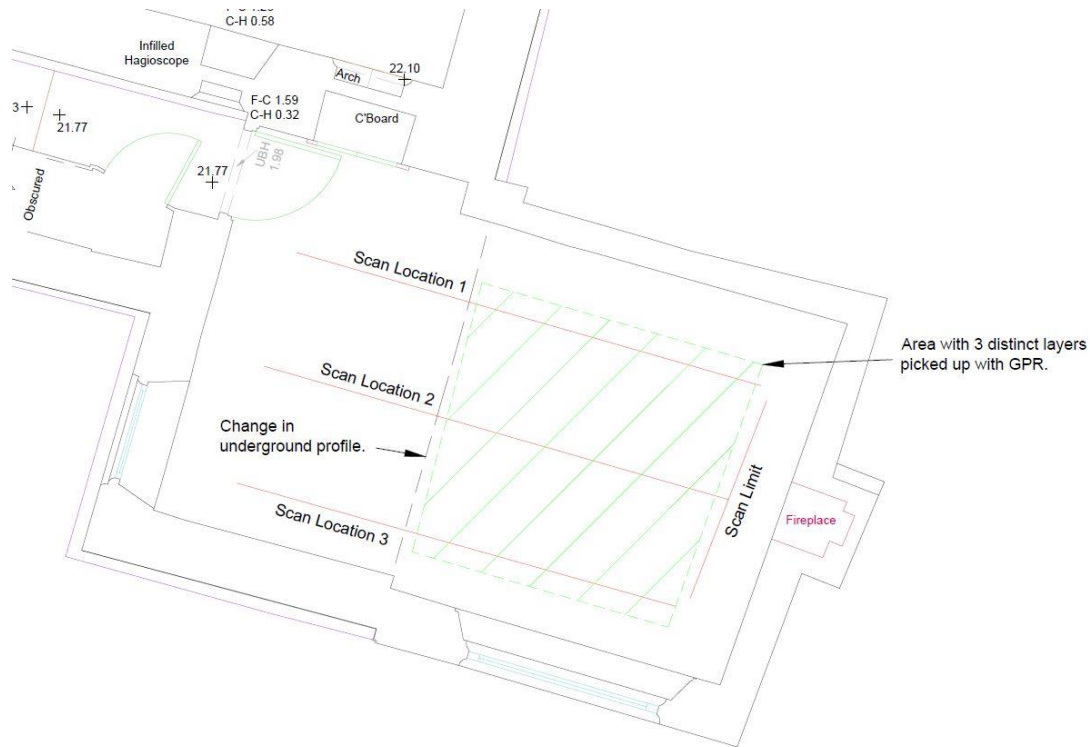 C-H 0.58
Infilled
Hagioscope
Arch
22.10
F-C 1.59
C-H 0.32
C'Board
3
21.77
21.77
UBH
1.98
Obscured
Scan Location 1
Area with 3 distinct layers
picked up with GPR.
Scan Location 2
Change in
underground profile.
Scan Limit
Scan Location 3
Fireplace